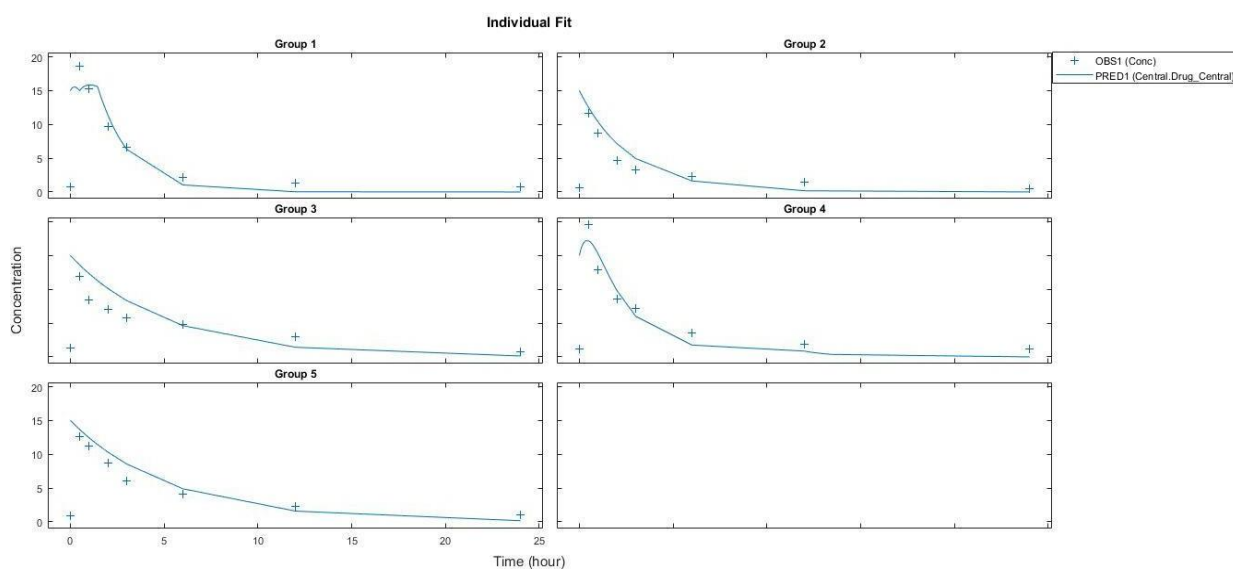 Individual Fit
Group 1
Group 2
OBS1 (Conc)
PRED1 (Central.Drug_Central)
20
15
10
5
0
Group 3
Group 4
Concentration
Group 5
20
15
10
5
0
0 5 10 15 20 25
Time (hour)